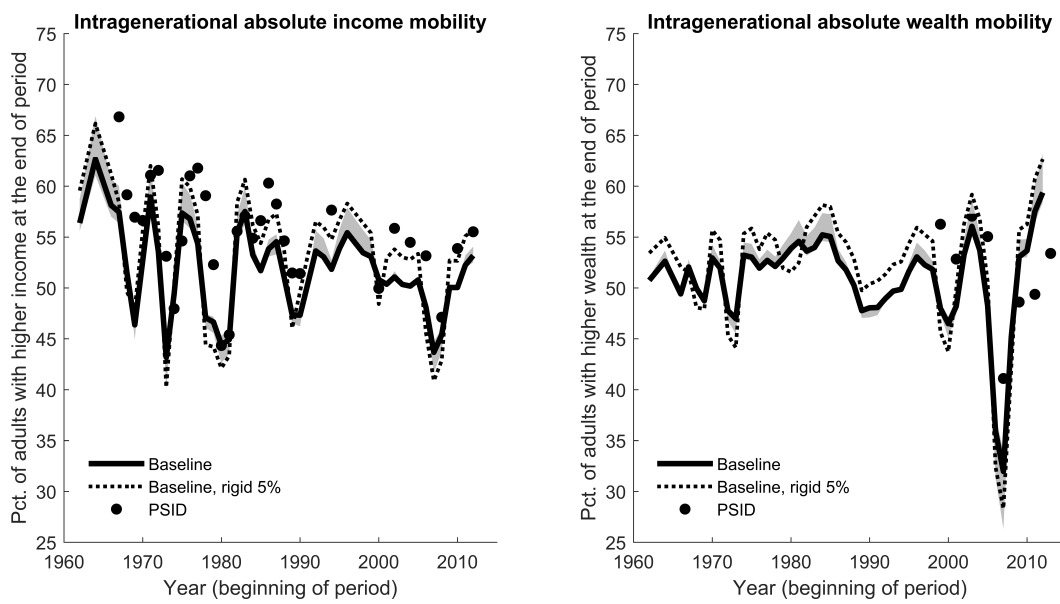 Intragenerational absolute income mobility
Pct. of adults with higher income at the end of period
75
70
65
60
55
50
45
40
35
30
25
Baseline
Baseline, rigid 5%
PSID
1960
1970
1980
1990
2000
2010
Year (beginning of period)
Intragenerational absolute wealth mobility
Pct. of adults with higher wealth at the end of period
75
70
65
60
55
50
45
40
35
30
25
Baseline
Baseline, rigid 5%
PSID
1960
1970
1980
1990
2000
2010
Year (beginning of period)